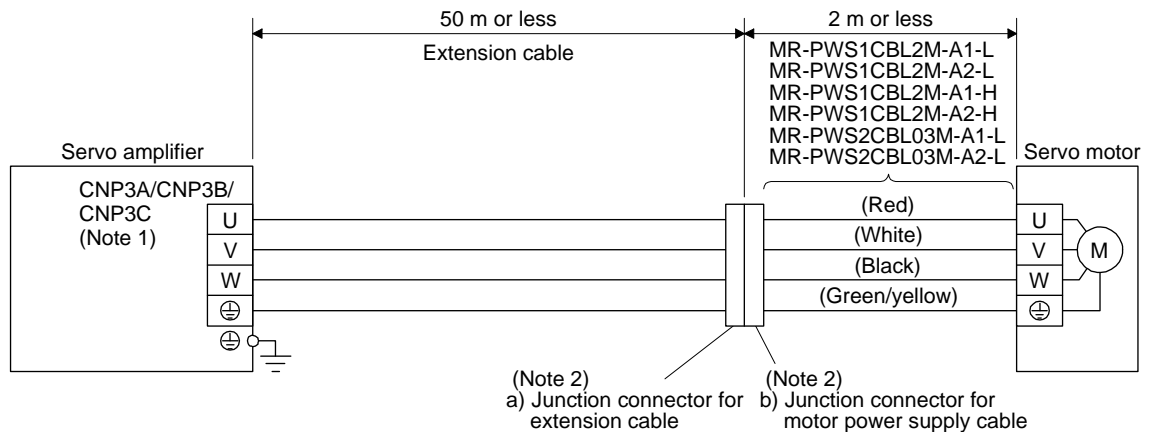 50 m or less
2 m or less
Extension cable
MR-PWS1CBL2M-A1-L
MR-PWS1CBL2M-A2-L
MR-PWS1CBL2M-A1-H
MR-PWS1CBL2M-A2-H
MR-PWS2CBL03M-A1-L
MR-PWS2CBL03M-A2-L
Servo amplifier
Servo motor
CNP3A/CNP3B/
CNP3C
(Note 1)
U
(Red)
U
V
(White)
V
M
W
(Black)
W
(Green/yellow)
(Note 2)
a) Junction connector for
extension cable
(Note 2)
b) Junction connector for
motor power supply cable